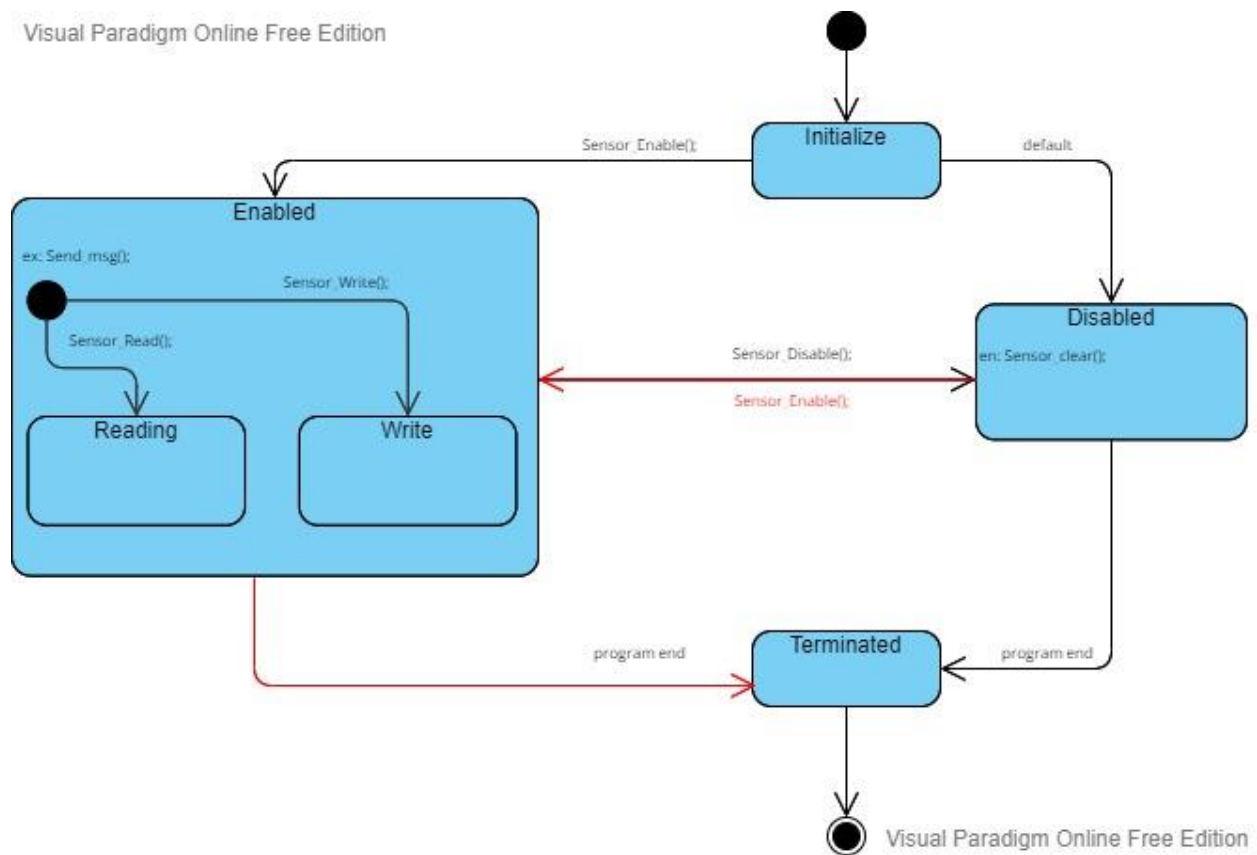 Visual Paradigm Online Free Edition
Initialize
Sensor_Enable();
default
Enabled
ex: Send_msg();
Sensor_Write();
Sensor_Read();
Reading
Write
Disabled
en: Sensor_clear();
Sensor_Disable();
Sensor_Enable();
program end
Terminated
program end
Visual Paradigm Online Free Edition